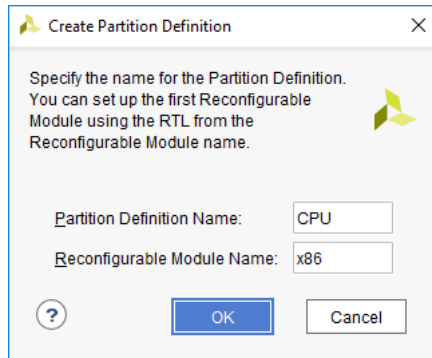 Create Partition Definition
Specify the name for the Partition Definition.
You can set up the first Reconfigurable
Module using the RTL from the
Reconfigurable Module name.
Partition Definition Name: CPU
Reconfigurable Module Name: x86
? OK Cancel